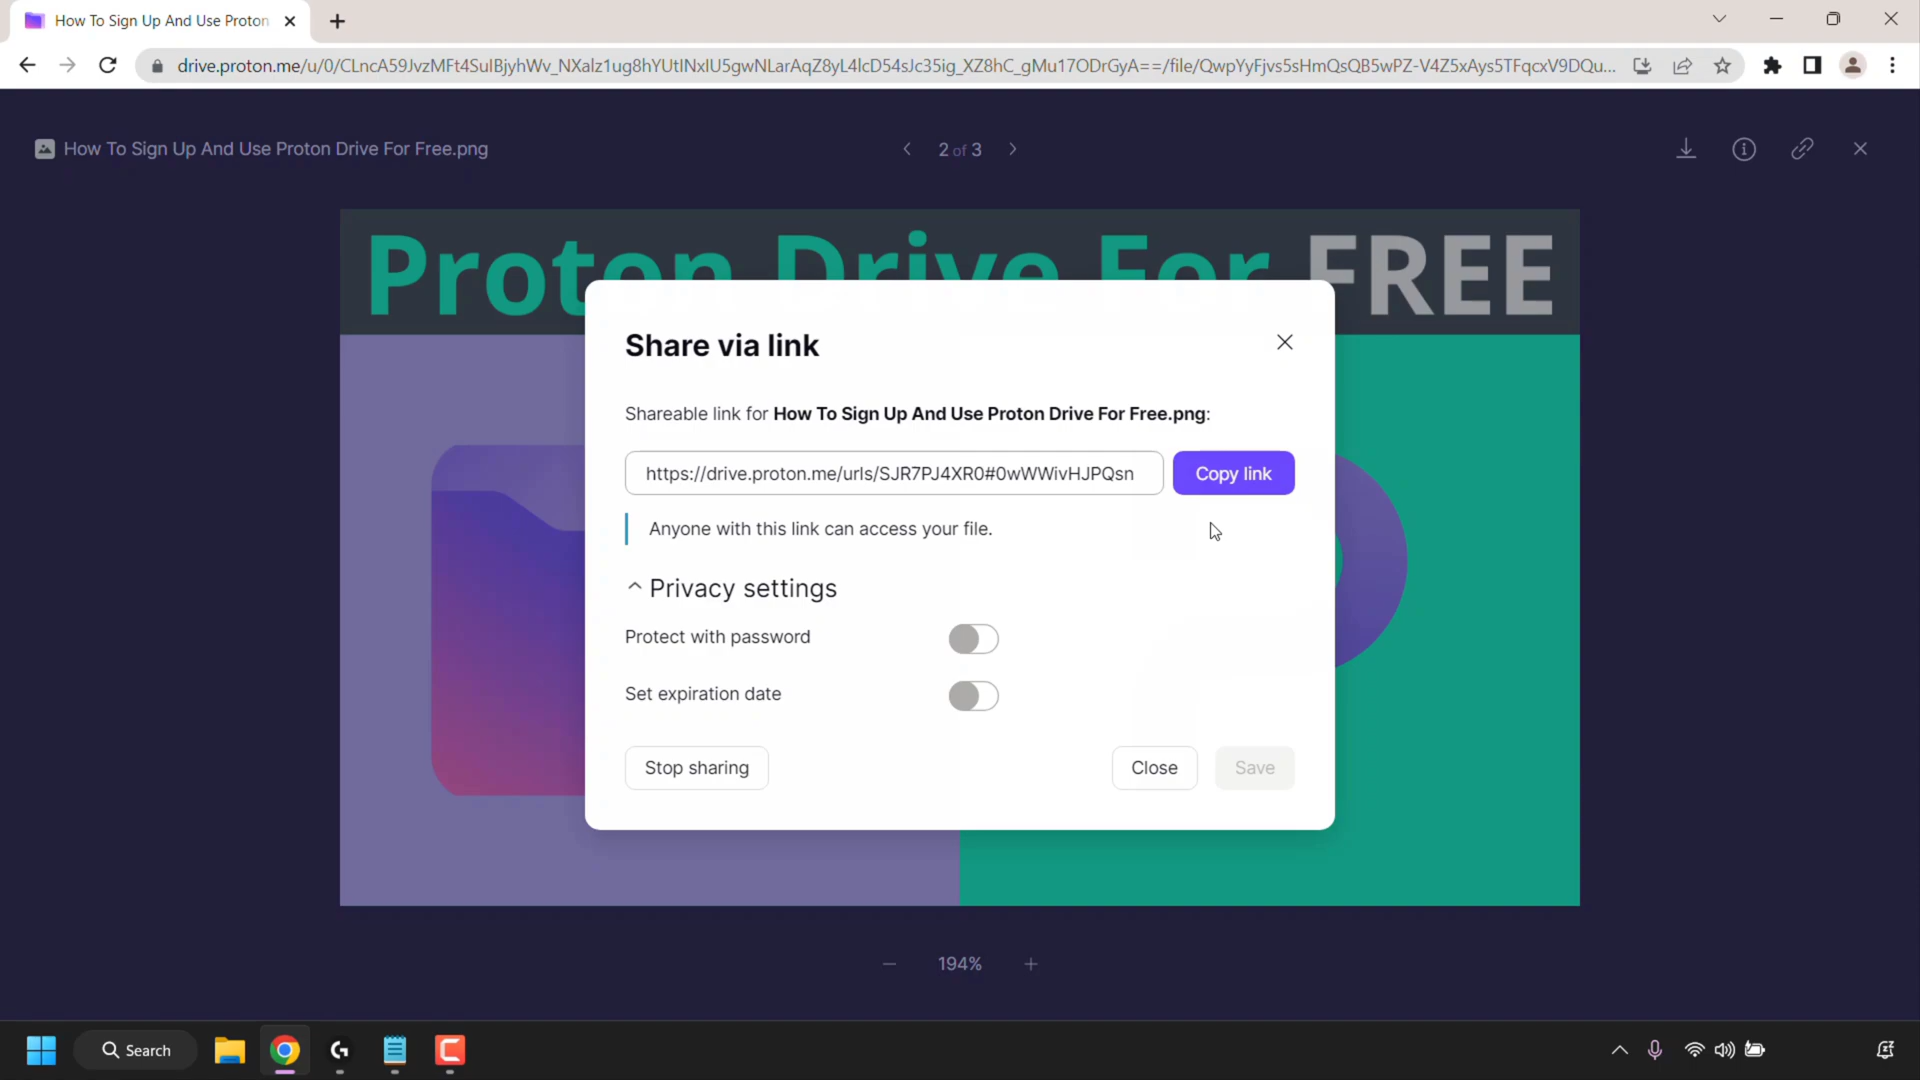 How To Sign Up And Use Proton
drive.proton.me/u/0/CLncA59JvzMFt4SuIBjyhWv_NXalz1ug8hYUtINxIU5gwNLarAqZ8yL4lcD54sJc35ig_XZ8hC_gMu17ODrGyA==/file/QwpYyFjvs5sHmQsQB5wPZ-V4Z5xAys5TFqcxV9DQu...
How To Sign Up And Use Proton Drive For Free.png
2 of 3
Proton Drive For FREE
Share via link
Shareable link for How To Sign Up And Use Proton Drive For Free.png:
https://drive.proton.me/urls/SJR7PJ4XR0#0wWWivHJPQsn
Copy link
Anyone with this link can access your file.
Privacy settings
Protect with password
Set expiration date
Stop sharing
Close
Save
194%
Search